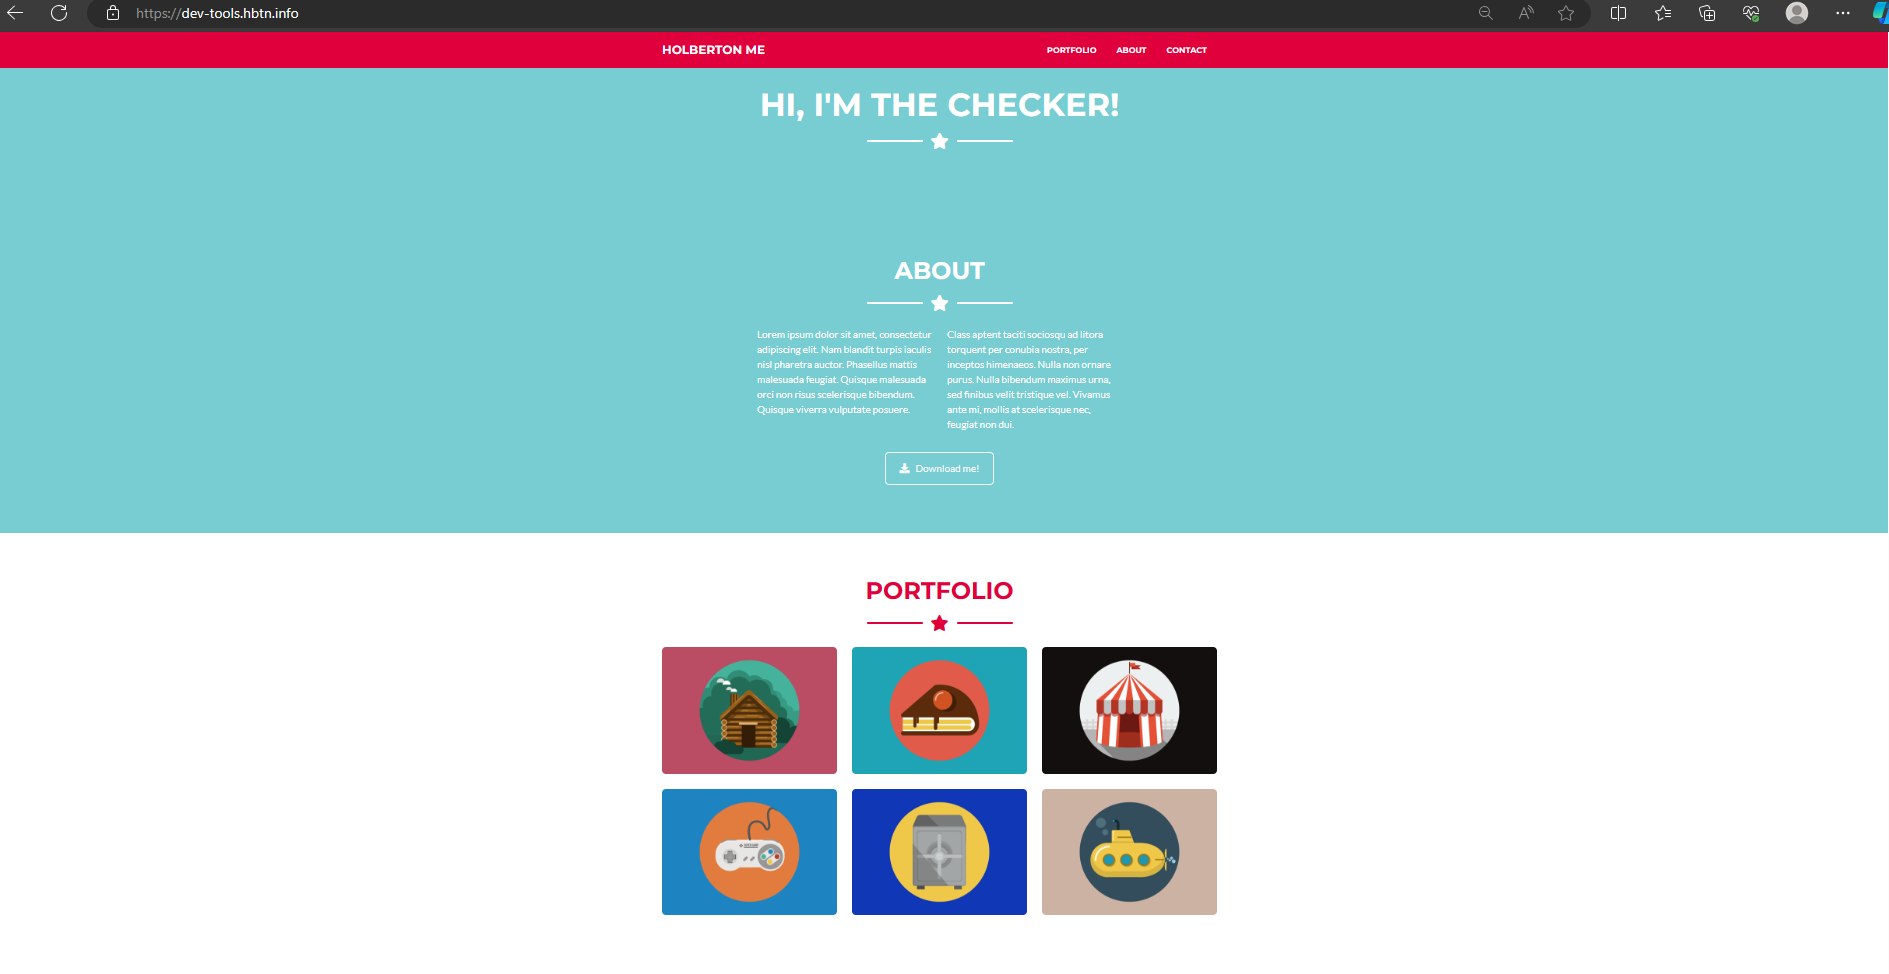 https://dev-tools.hbtn.info
HOLBERTON ME
PORTFOLIO ABOUT CONTACT
HI, I'M THE CHECKER!
ABOUT
Lorem ipsum dolor sit amet, consectetur
adipiscing elit. Nam blandit turpis iaculis
nisl pharetra auctor. Phasellus mattis
malesuada feugiat. Quisque malesuada
orci non risus scelerisque bibendum.
Quisque viverra vulputate posuere.
Class aptent taciti sociosqu ad litora
torquent per conubia nostra, per
inceptos himenaeos. Nulla non ornare
purus. Nulla bibendum maximus urna,
sed finibus velit tristique vel. Vivamus
ante mi, mollis at scelerisque nec,
feugiat non dui.
Download me!
PORTFOLIO